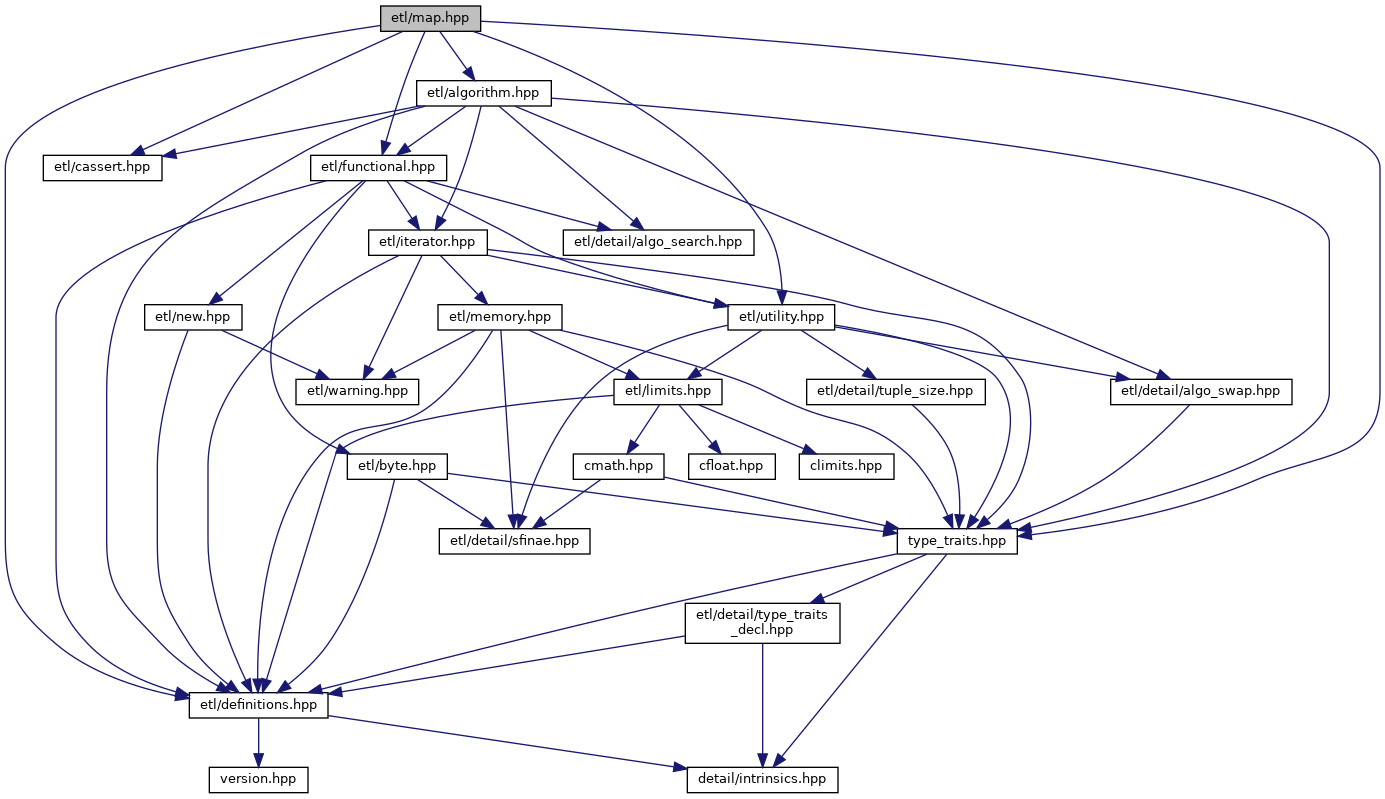 etl/map.hpp
etl/algorithm.hpp
etl/cassert.hpp
etl/functional.hpp
etl/iterator.hpp
etl/detail/algo_search.hpp
etl/new.hpp
etl/memory.hpp
etl/utility.hpp
etl/warning.hpp
etl/limits.hpp
etl/detail/tuple_size.hpp
etl/detail/algo_swap.hpp
etl/byte.hpp
cmath.hpp
cfloat.hpp
climits.hpp
etl/detail/sfinae.hpp
type_traits.hpp
etl/detail/type_traits
_decl.hpp
etl/definitions.hpp
version.hpp
detail/intrinsics.hpp